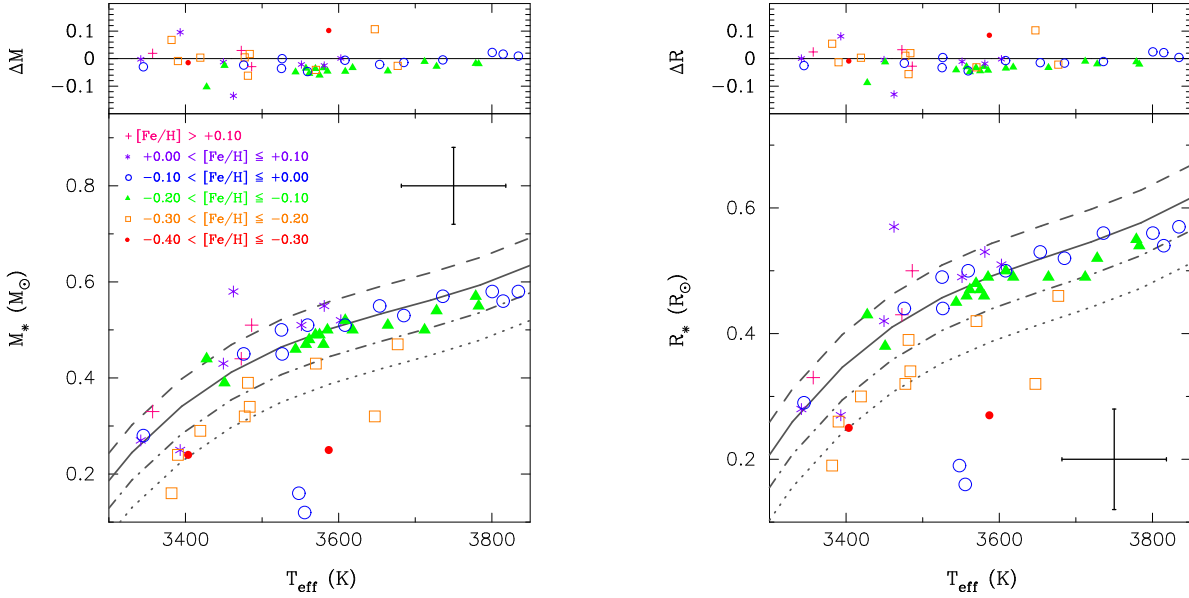 0.1
0
−0.1
ΔM
0.1
0
−0.1
ΔR
[Fe/H] > +0.10
+0.00 < [Fe/H] ≦ +0.10
−0.10 < [Fe/H] ≦ +0.00
−0.20 < [Fe/H] ≦ −0.10
−0.30 < [Fe/H] ≦ −0.20
−0.40 < [Fe/H] ≦ −0.30
0.8
0.6
0.4
0.2
M* (M⊙)
3400
3600
3800
Teff (K)
0.6
0.4
0.2
R* (R⊙)
3400
3600
3800
Teff (K)